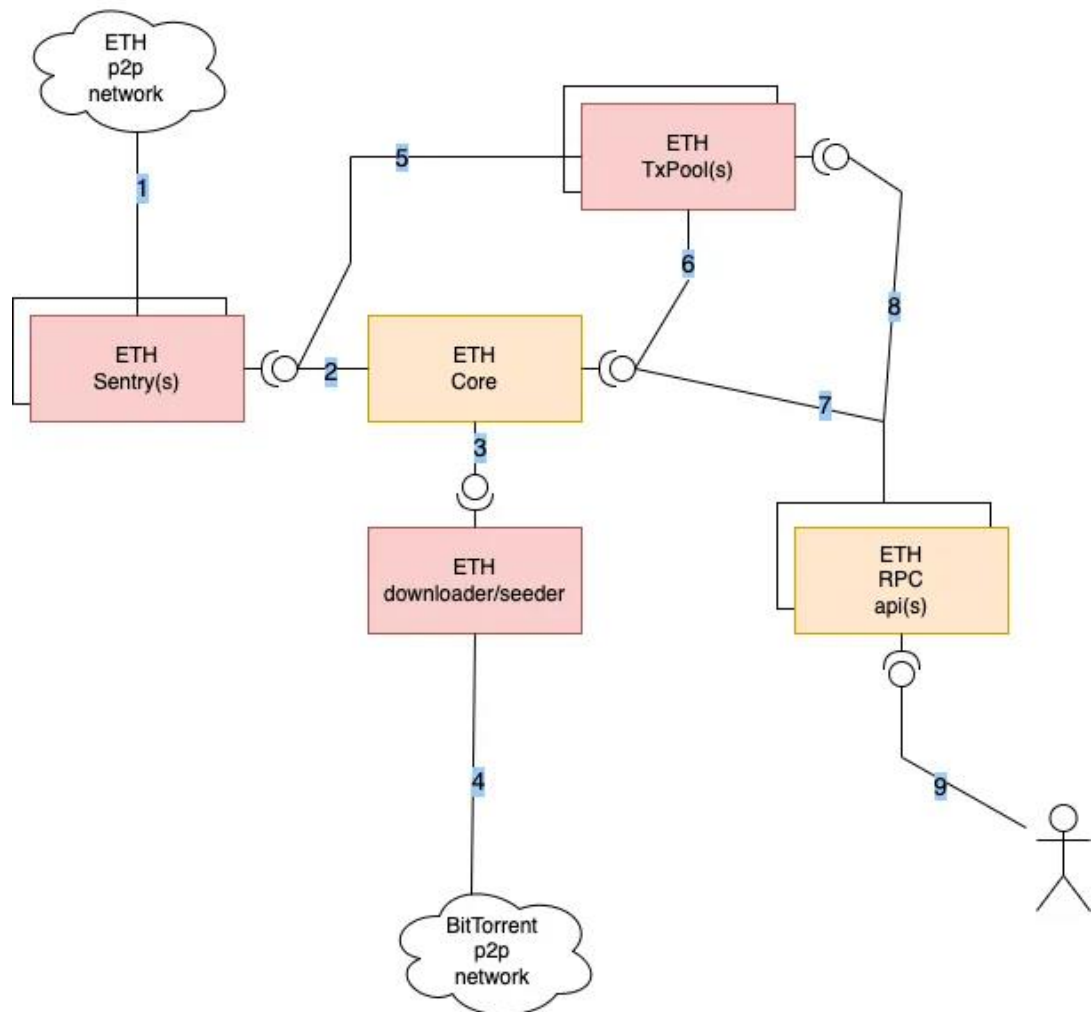 ETH
p2p
network
1
5
ETH
TxPool(s)
6
8
ETH
Sentry(s)
2
ETH
Core
7
3
ETH
downloader/seeder
ETH
RPC
api(s)
4
9
BitTorrent
p2p
network